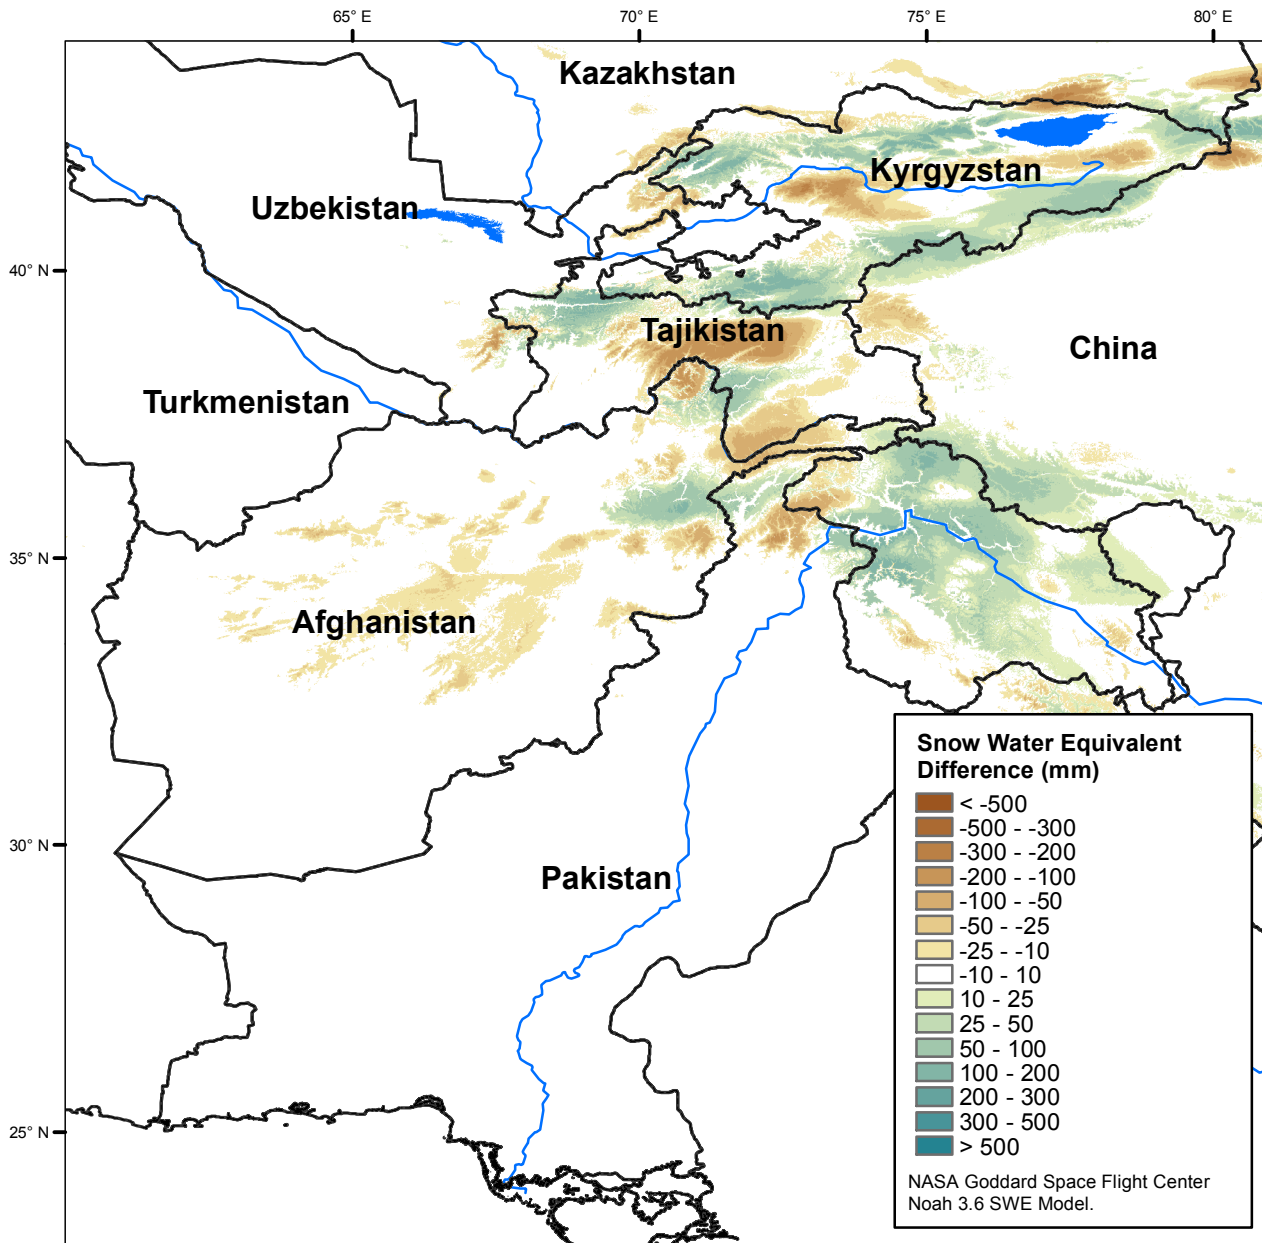 65° E
70° E
75° E
80° E
Kazakhstan
Kyrgyzstan
Uzbekistan
40° N
Tajikistan
China
Turkmenistan
35° N
Afghanistan
30° N
Pakistan
25° N
Snow Water Equivalent
Difference (mm)
< -500
-500 - -300
-300 - -200
-200 - -100
-100 - -50
-50 - -25
-25 - -10
-10 - 10
10 - 25
25 - 50
50 - 100
100 - 200
200 - 300
300 - 500
> 500
NASA Goddard Space Flight Center
Noah 3.6 SWE Model.